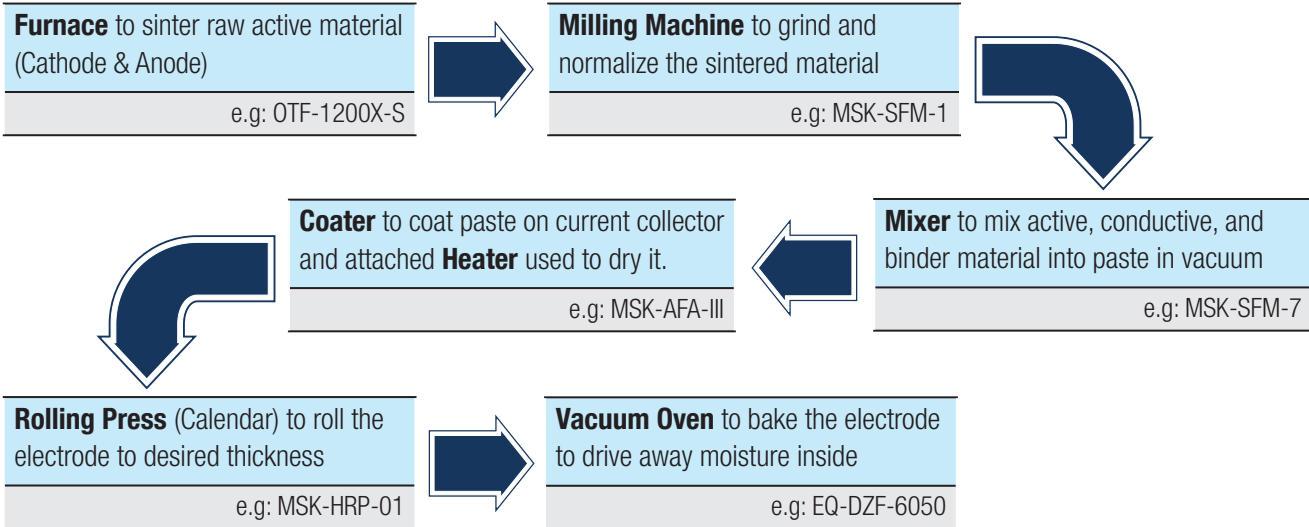 Furnace to sinter raw active material
(Cathode & Anode)
e.g: OTF-1200X-S
Milling Machine to grind and
normalize the sintered material
e.g: MSK-SFM-1
Mixer to mix active, conductive, and
binder material into paste in vacuum
e.g: MSK-SFM-7
Coater to coat paste on current collector
and attached Heater used to dry it.
e.g: MSK-AFA-III
Rolling Press (Calendar) to roll the
electrode to desired thickness
e.g: MSK-HRP-01
Vacuum Oven to bake the electrode
to drive away moisture inside
e.g: EQ-DZF-6050